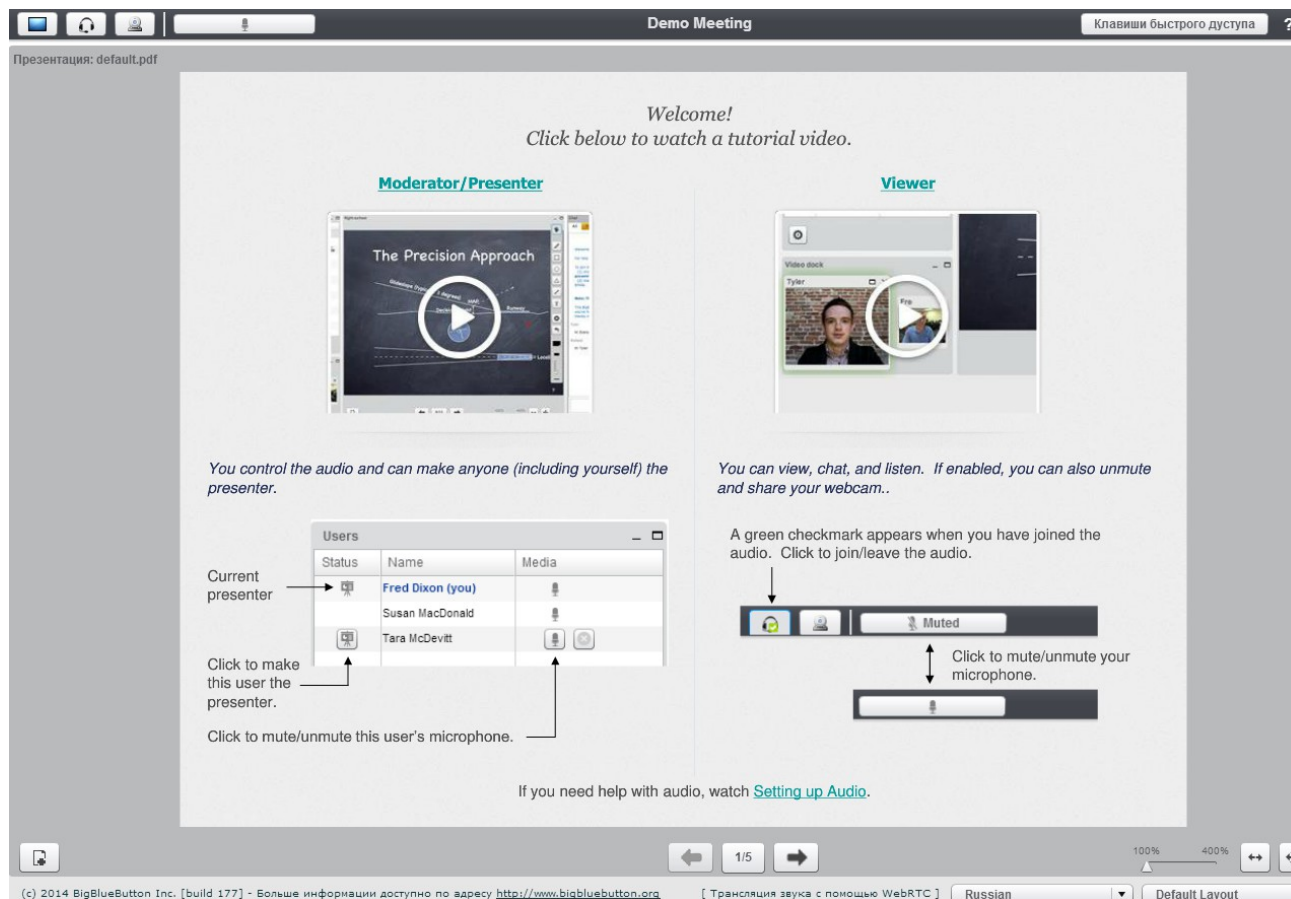 Demo Meeting
Клавиши быстрого дуступа
?
Презентация: default.pdf
Welcome!
Click below to watch a tutorial video.
Moderator/Presenter
The Precision Approach
Runway
You control the audio and can make anyone (including yourself) the
presenter.
Users
Status Name Media
Current
presenter
Fred Dixon (you)
Susan MacDonald
Tara McDevitt
Click to make
this user the
presenter.
Click to mute/unmute this user's microphone.
Viewer
Video dock
Tyler
Fre
You can view, chat, and listen. If enabled, you can also unmute
and share your webcam..
A green checkmark appears when you have joined the
audio. Click to join/leave the audio.
Muted
Click to mute/unmute your
microphone.
If you need help with audio, watch Setting up Audio.
1/5
100% 400%
(c) 2014 BigBlueButton Inc. [build 177] - Больше информации доступно по адресу http://www.bigbluebutton.org
[ Трансляция звука с помощью WebRTC ]
Russian
Default Layout